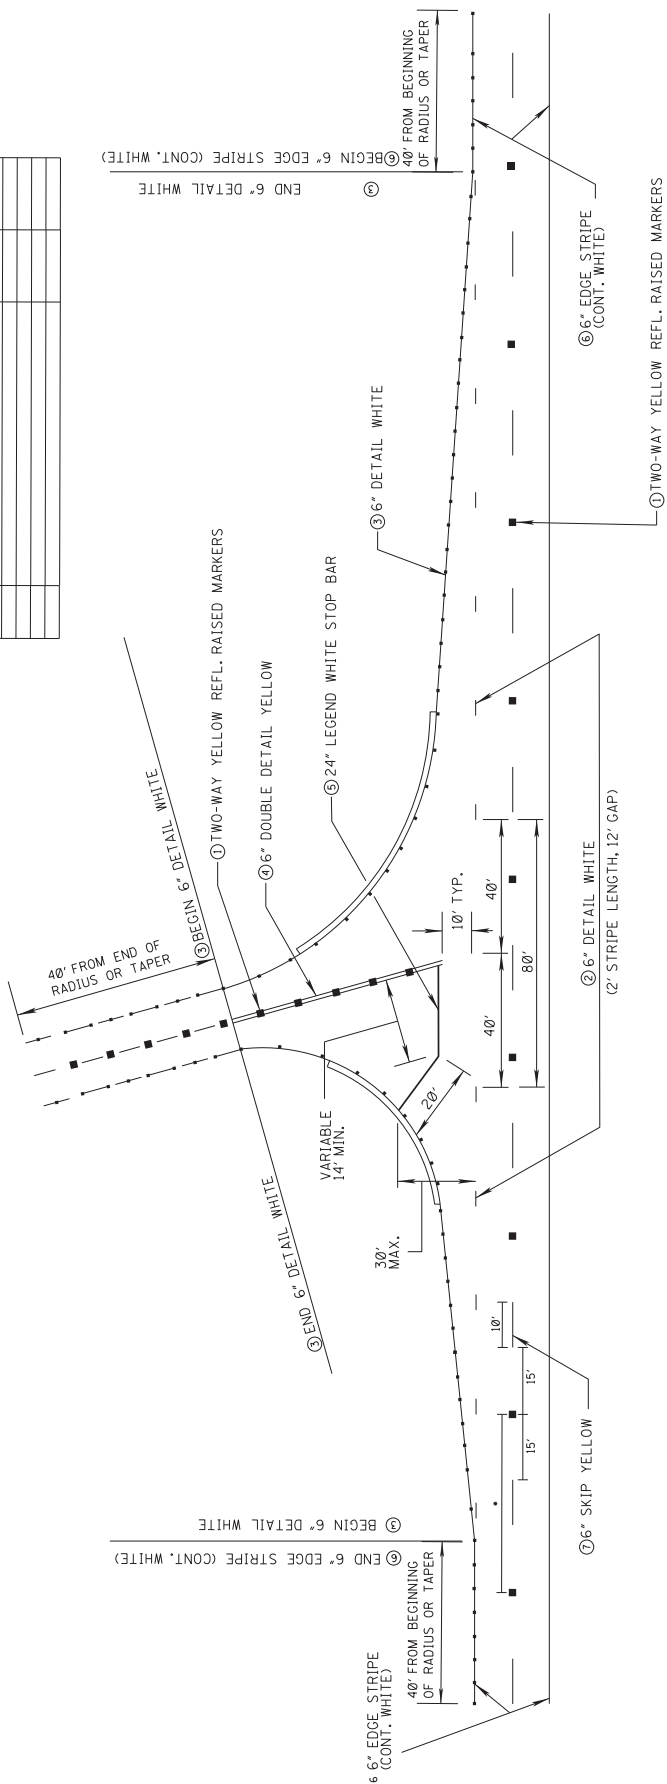 40' FROM BEGINNING
OF RADIUS OR TAPER
⑥BEGIN 6" EDGE STRIPE (CONT. WHITE)
③ END 6" DETAIL WHITE
⑥6" EDGE STRIPE
(CONT. WHITE)
①TWO-WAY YELLOW REFL. RAISED MARKERS
③6" DETAIL WHITE
①TWO-WAY YELLOW REFL. RAISED MARKERS
④6" DOUBLE DETAIL YELLOW
⑤24" LEGEND WHITE STOP BAR
③BEGIN 6" DETAIL WHITE
40' FROM END OF
RADIUS OR TAPER
10' TYP.
40'
40'
80'
②6" DETAIL WHITE
(2' STRIPE LENGTH, 12' GAP)
VARIABLE
14' MIN.
20'
30'
MAX.
③END 6" DETAIL WHITE
10'
15'
15'
⑦6" SKIP YELLOW
③ BEGIN 6" DETAIL WHITE
⑥ END 6" EDGE STRIPE (CONT. WHITE)
40' FROM BEGINNING
OF RADIUS OR TAPER
6 6" EDGE STRIPE
(CONT. WHITE)